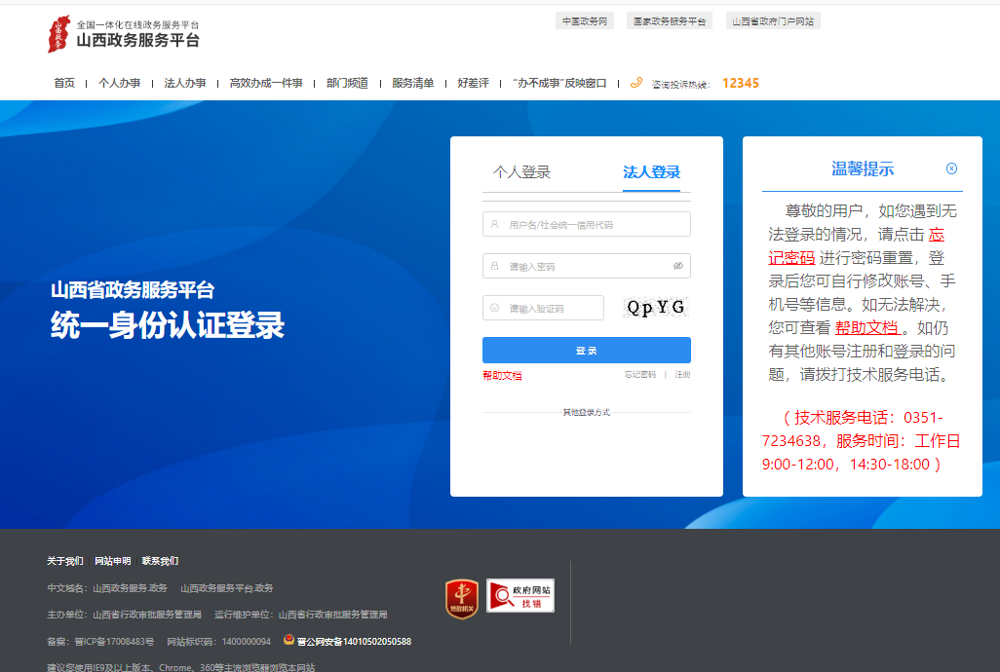 全国一体化在线政务服务平台
山西政务服务平台
山西政务
中国政务网 国家政务服务平台 山西省政府门户网站
首页 个人办事 法人办事 高效办成一件事 部门频道 服务清单 好差评 “办不成事”反映窗口 咨询投诉热线： 12345
山西省政务服务平台
统一身份认证登录
个人登录 法人登录
用户名/社会统一信用代码
请输入密码
请输入验证码 QpYG
登录
帮助文档 忘记密码 | 注册
其他登录方式
温馨提示
尊敬的用户，如您遇到无
法登录的情况，请点击 忘
记密码 进行密码重置，登
录后您可自行修改账号、手
机号等信息。如无法解决，
您可查看 帮助文档 。如仍
有其他账号注册和登录的问
题，请拨打技术服务电话。
（ 技术服务电话：0351-
7234638，服务时间：工作日
9:00-12:00，14:30-18:00 ）
关于我们 网站申明 联系我们
中文域名：山西政务服务.政务 山西政务服务平台.政务
主办单位：山西省行政审批服务管理局 运行维护单位：山西省行政审批服务管理局
备案：晋ICP备17008483号 网站标识码：1400000094 晋公网安备14010502050588
建议您使用IE9及以上版本、Chrome、360等主流浏览器浏览本网站
党政机关
政府网站
找错